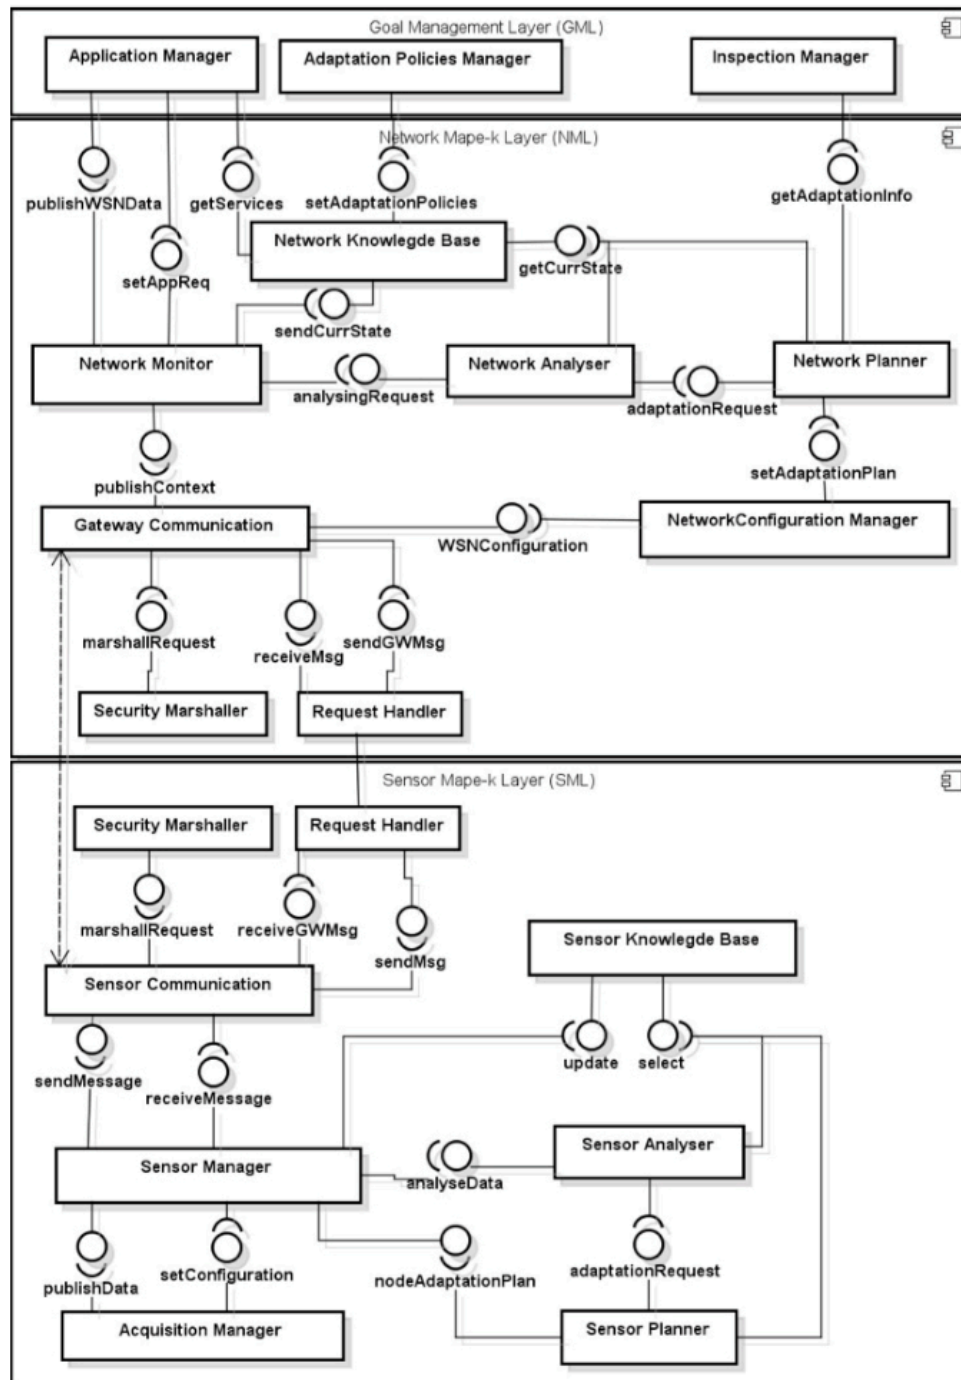 Goal Management Layer (GML)
Application Manager
Adaptation Policies Manager
Inspection Manager
Network Mape-k Layer (NML)
publishWSNData
getServices
setAdaptationPolicies
getAdaptationInfo
Network Knowlegde Base
setAppReq
getCurrState
sendCurrState
Network Monitor
Network Analyser
Network Planner
analysingRequest
adaptationRequest
setAdaptationPlan
publishContext
Gateway Communication
WSNConfiguration
NetworkConfiguration Manager
marshallRequest
receiveMsg
sendGWMsg
Security Marshaller
Request Handler
Sensor Mape-k Layer (SML)
Security Marshaller
Request Handler
marshallRequest
receiveGWMsg
sendMsg
Sensor Knowlegde Base
Sensor Communication
sendMessage
receiveMessage
update
select
Sensor Manager
Sensor Analyser
analyseData
publishData
setConfiguration
nodeAdaptationPlan
adaptationRequest
Acquisition Manager
Sensor Planner